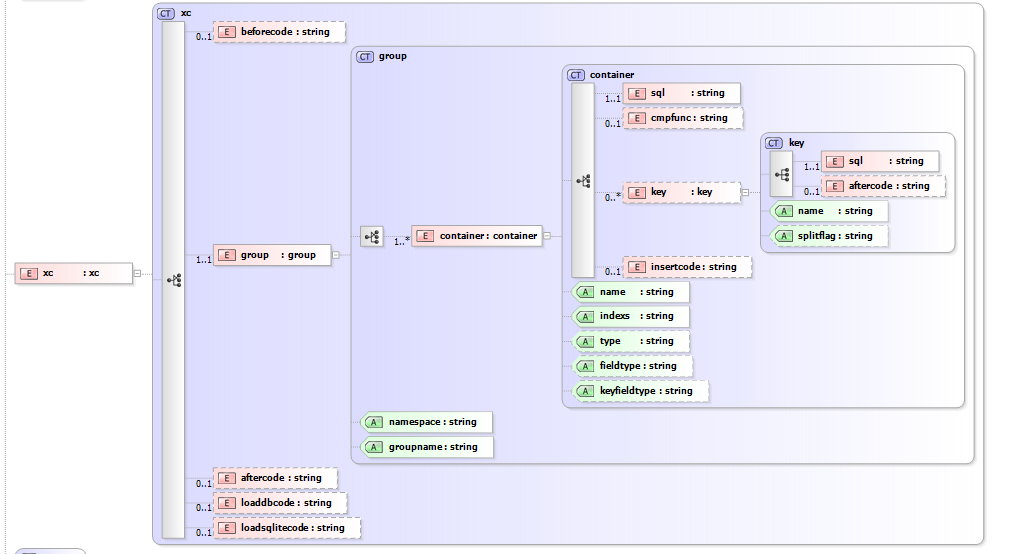 CT xc
E beforecode : string
0..1
CT group
CT container
E sql : string
1..1
E cmpfunc : string
0..1
CT key
E sql : string
1..1
E aftercode : string
0..1
E key : key
0..*
A name : string
A splitflag : string
E container : container
1..*
E group : group
1..1
E xc : xc
E insertcode : string
0..1
A name : string
A indexs : string
A type : string
A fieldtype : string
A keyfieldtype : string
A namespace : string
A groupname : string
E aftercode : string
0..1
E loaddbcode : string
0..1
E loadsqlitecode : string
0..1